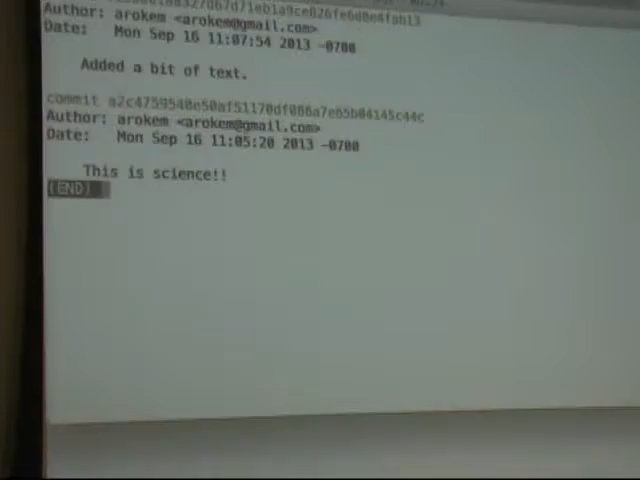 Author: arokem <arokem@gmail.com>
Date: Mon Sep 16 11:07:54 2013 -0700
Added a bit of text.
commit
Author: arokem <arokem@gmail.com>
Date: Mon Sep 16 11:05:20 2013 -0700
This is science!!
(END)